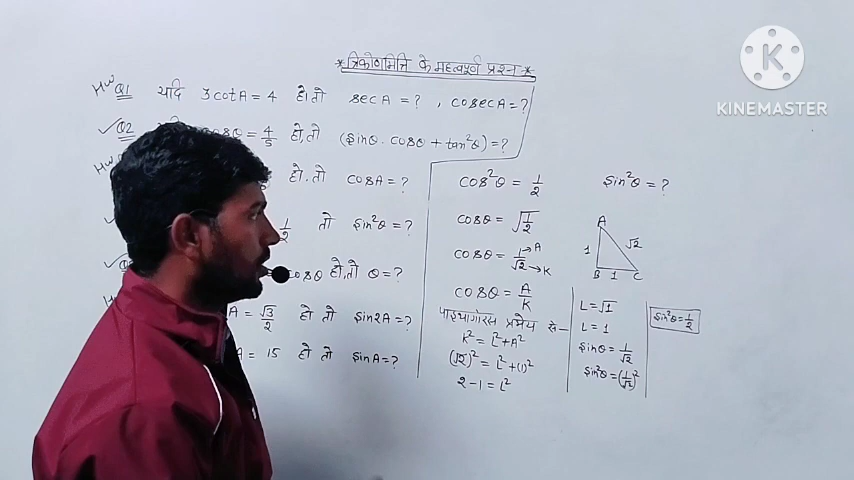 * त्रिकोणमिति के महत्वपूर्ण प्रश्न *
HW Q1 यदि 3cotA = 4 हो, तो secA = ? , cosecA = ?
✓Q2 cosθ = 4/5 हो, तो (sinθ. cosθ + tan²θ) = ?
HW हो. तो cosA = ?
1/2 तो sin²θ = ?
✓Q cosθ हो, तो θ = ?
A = √3/2 हो तो sin2A = ?
A = 15 हो तो sinA = ?
cos²θ = 1/2 sin²θ = ?
cosθ = √1/2
cosθ = 1→A/√2→K
cosθ = A/K
पाइथागोरस प्रमेय से—
K² = L² + A²
(√2)² = L² + (1)²
2 - 1 = L²
A
1 √2
B 1 C
L = √1
L = 1
sinθ = 1/√2
sin²θ = (1/√2)²
sin²θ = 1/2
KINEMASTER